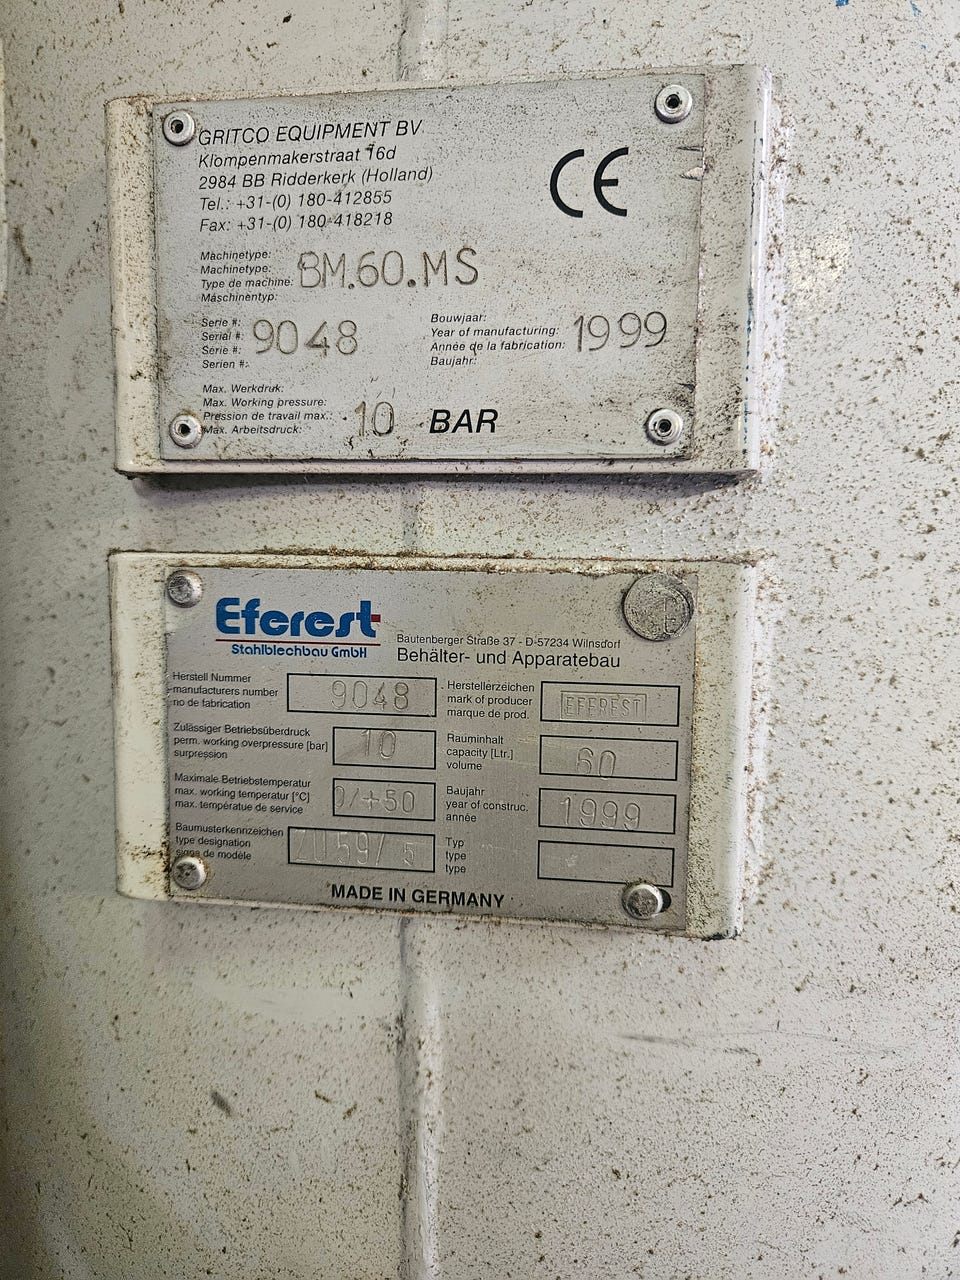 GRITCO EQUIPMENT BV
Klompenmakerstraat 16d
2984 BB Ridderkerk (Holland)
Tel.: +31-(0) 180-412855
Fax: +31-(0) 180-418218
CE
Machinetype:
Machinetype:
Type de machine:
Maschinentyp:
BM.60.MS
Serie #:
Serial #:
Série #:
Serien #:
9048
Bouwjaar:
Year of manufacturing:
Année de la fabrication:
Baujahr:
1999
Max. Werkdruk:
Max. Working pressure:
Pression de travail max.:
Max. Arbeitsdruck:
10 BAR
Eferest
Stahlblechbau GmbH
Bautenberger Straße 37 - D-57234 Wilnsdorf
Behälter- und Apparatebau
Herstell Nummer
manufacturers number
no de fabrication
9048
Herstellerzeichen
mark of producer
marque de prod.
EFEREST
Zulässiger Betriebsüberdruck
perm. working overpressure [bar]
surpression
10
Rauminhalt
capacity [Ltr.]
volume
60
Maximale Betriebstemperatur
max. working temperatur [°C]
max. températue de service
0/+50
Baujahr
year of construc.
année
1999
Baumusterkennzeichen
type designation
signe de modèle
ZU 59/ 5
Typ
type
type
MADE IN GERMANY